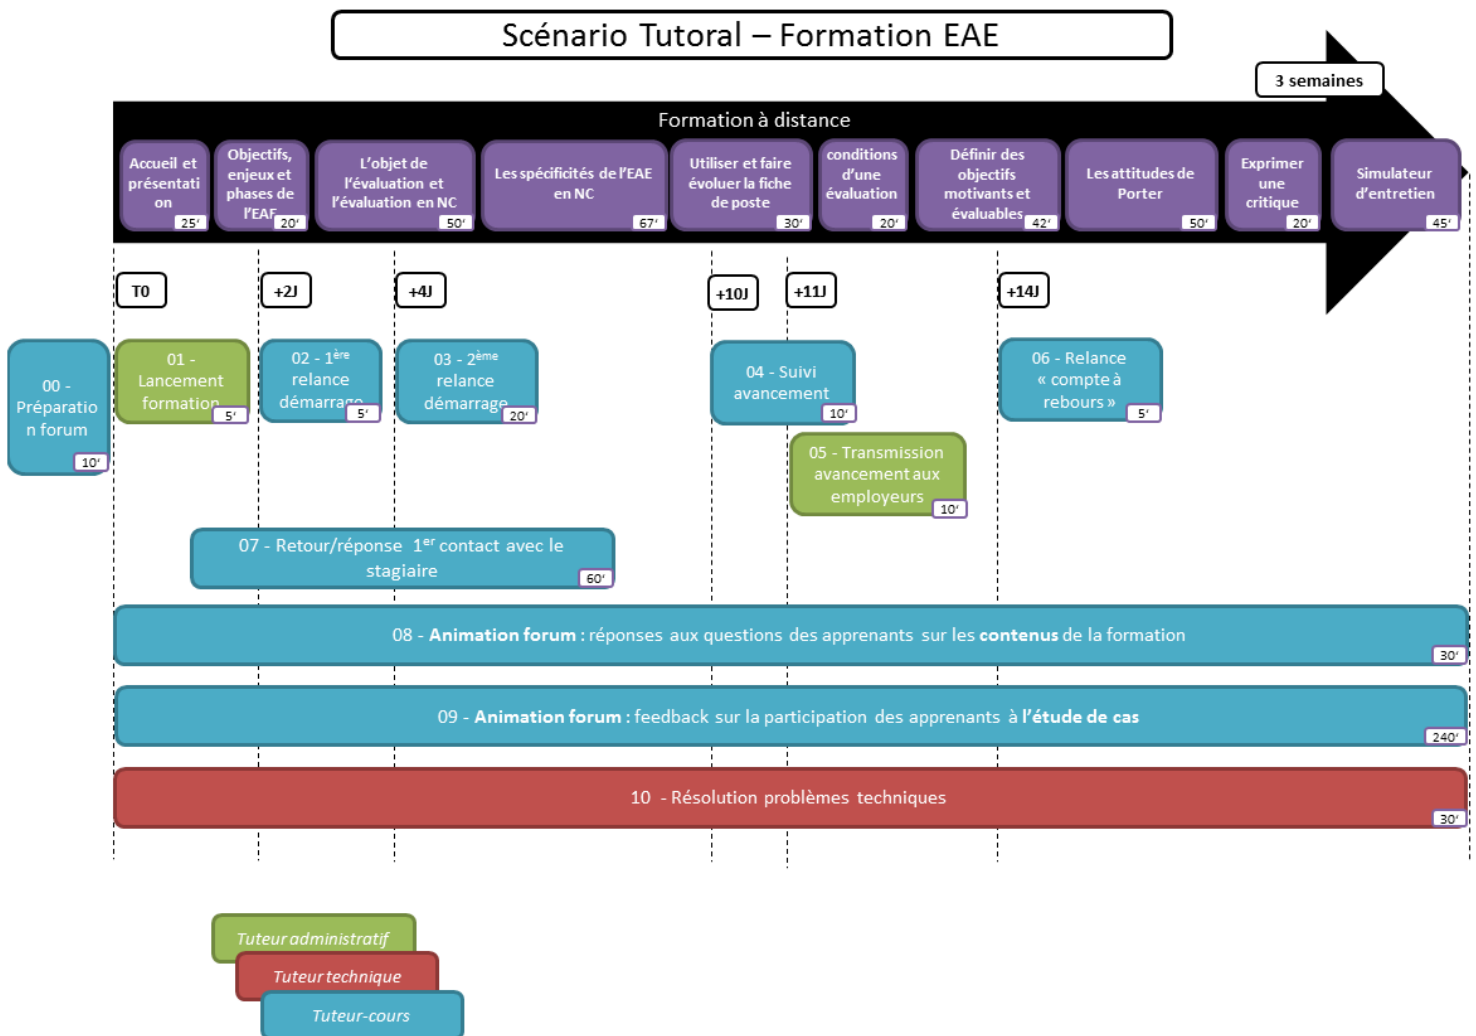 Scénario Tutoral – Formation EAE
3 semaines
Formation à distance
Accueil et
présentati
on
25‘
Objectifs,
enjeux et
phases de
l’EAE
20‘
L’objet de
l’évaluation et
l’évaluation en NC
50‘
Les spécificités de l’EAE
en NC
67‘
Utiliser et faire
évoluer la fiche
de poste
30‘
conditions
d’une
évaluation
20‘
Définir des
objectifs
motivants et
évaluables
42‘
Les attitudes de
Porter
50‘
Exprimer
une
critique
20‘
Simulateur
d’entretien
45‘
T0
+2J
+4J
+10J
+11J
+14J
00 -
Préparatio
n forum
10‘
01 -
Lancement
formation
5‘
02 - 1ère
relance
démarrage
5‘
03 - 2ème
relance
démarrage
20‘
04 - Suivi
avancement
10‘
05 - Transmission
avancement aux
employeurs
10‘
06 - Relance
« compte à
rebours »
5‘
07 - Retour/réponse 1er contact avec le
stagiaire
60‘
08 - Animation forum : réponses aux questions des apprenants sur les contenus de la formation
30‘
09 - Animation forum : feedback sur la participation des apprenants à l’étude de cas
240‘
10 - Résolution problèmes techniques
30‘
Tuteur administratif
Tuteur technique
Tuteur-cours